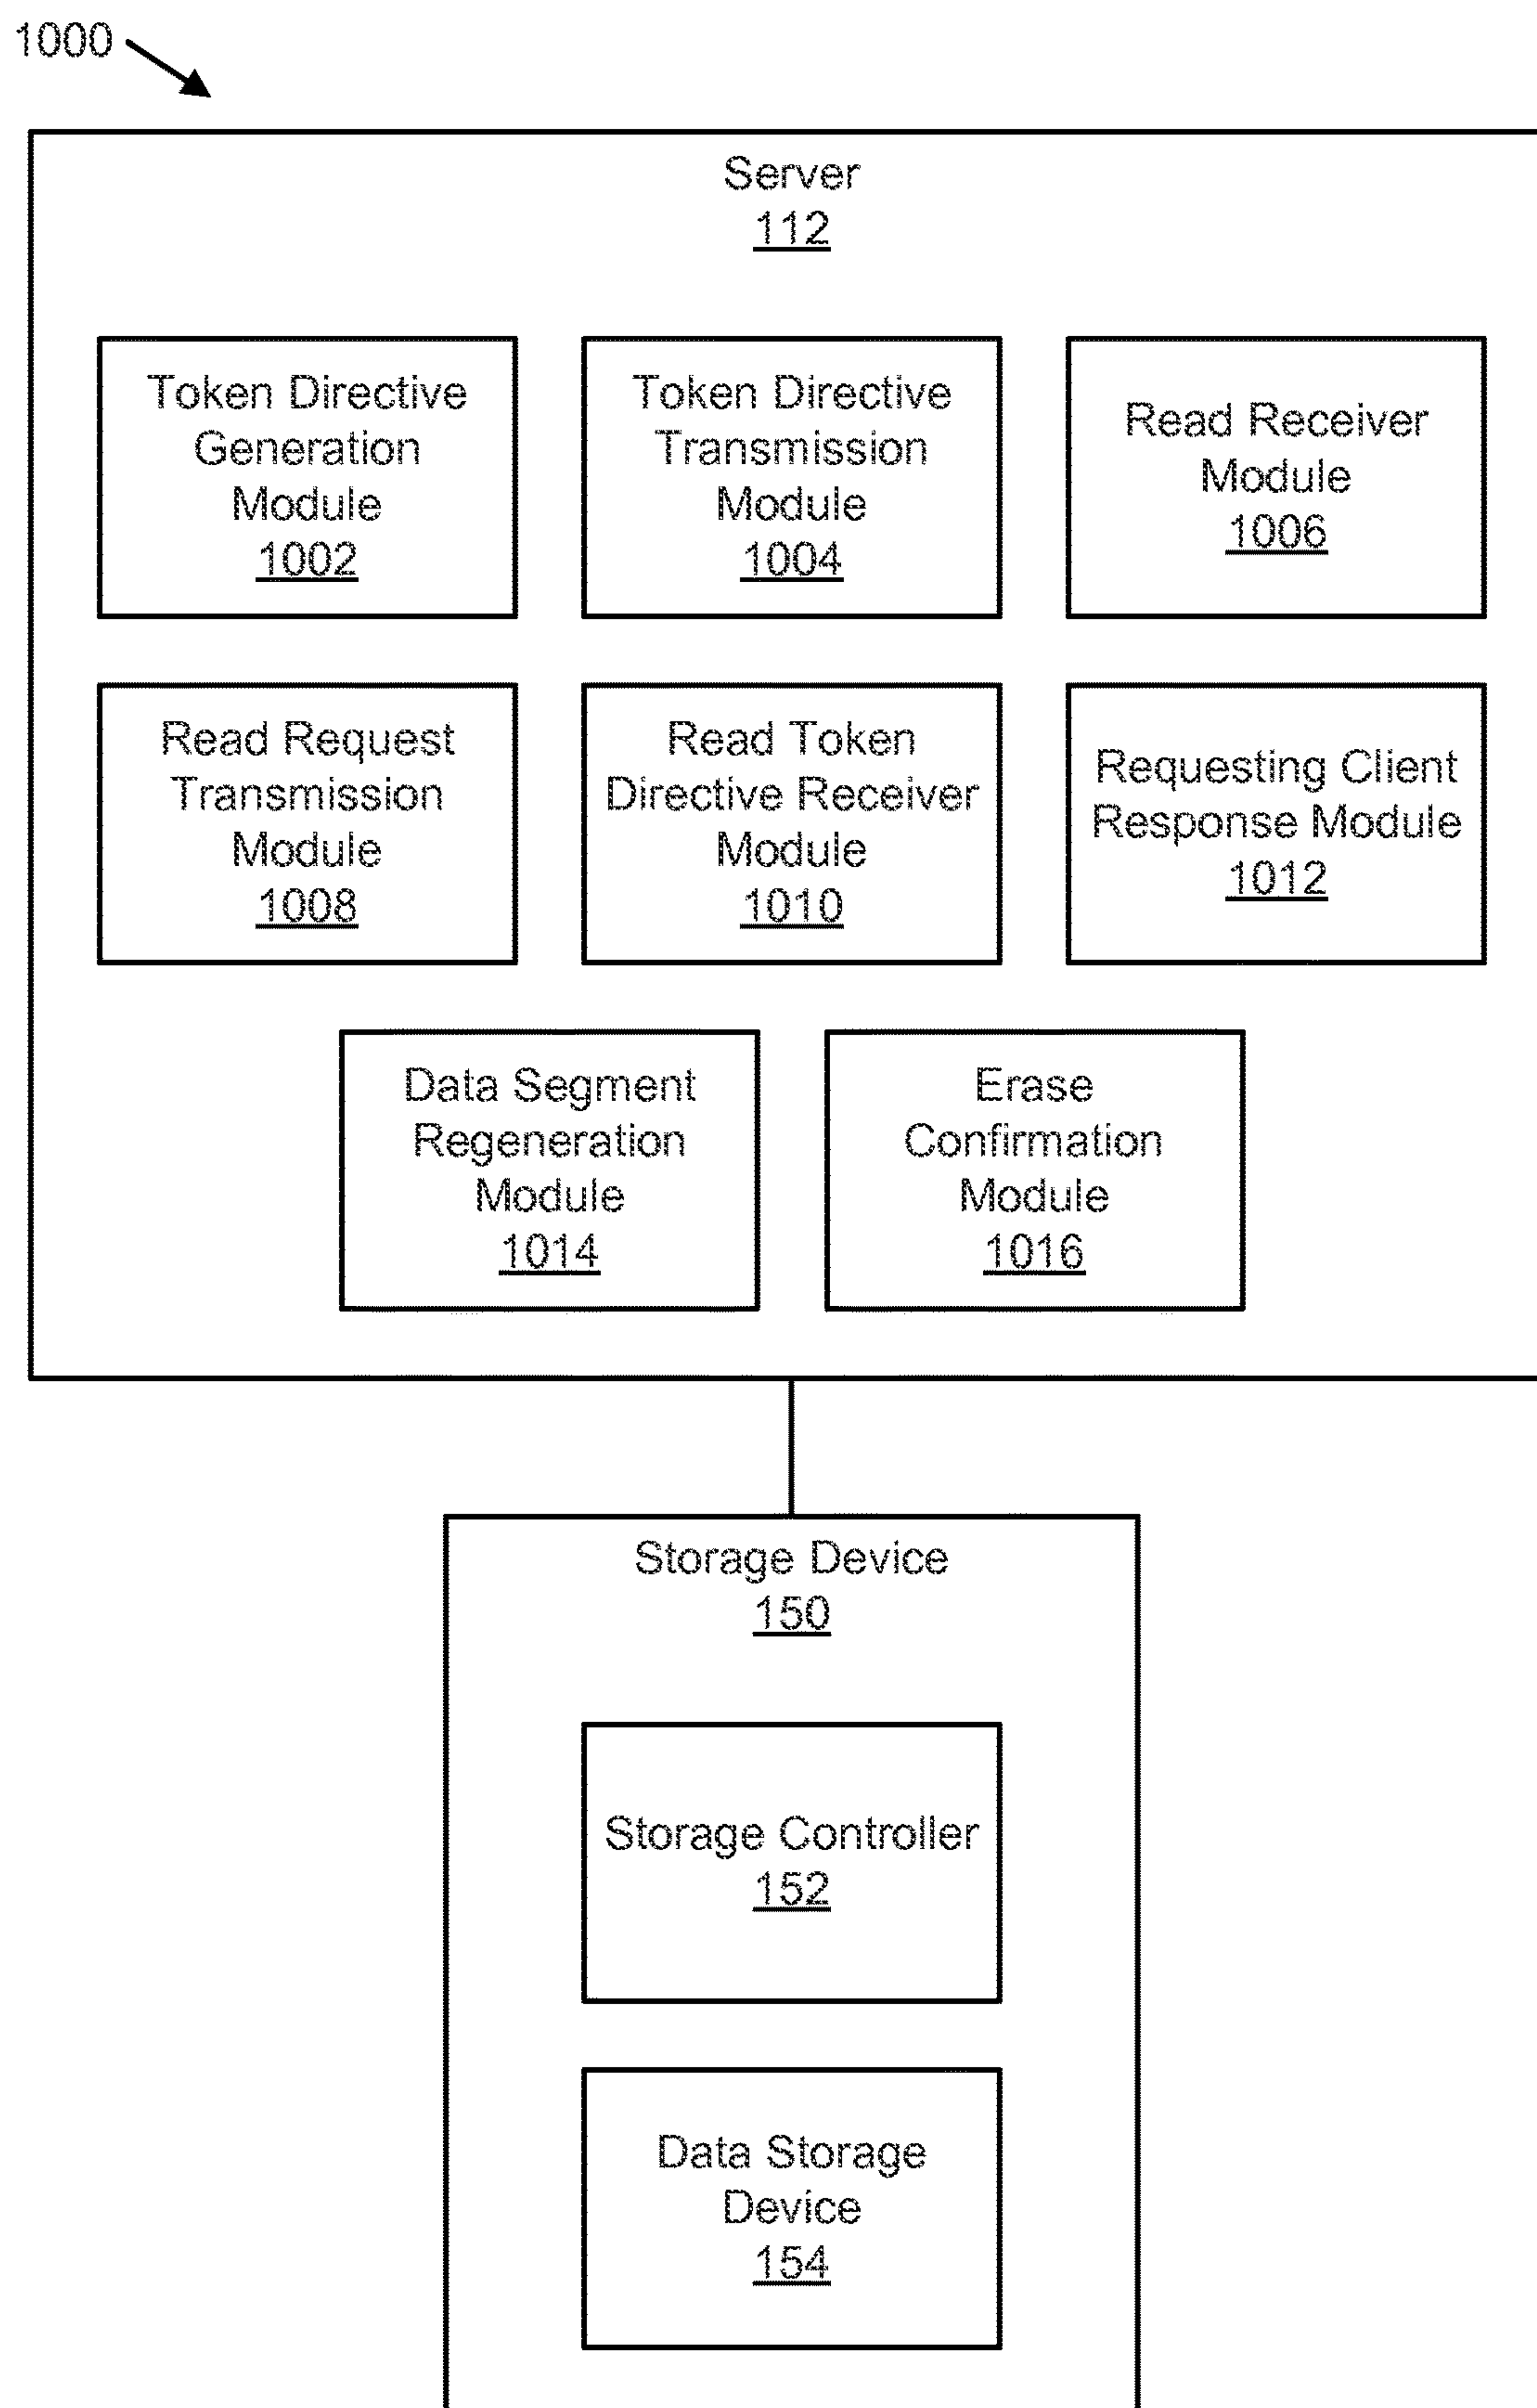 1000
Server
112
Token Directive
Generation
Module
1002
Token Directive
Transmission
Module
1004
Read Receiver
Module
1006
Read Request
Transmission
Module
1008
Read Token
Directive Receiver
Module
1010
Requesting Client
Response Module
1012
Data Segment
Regeneration
Module
1014
Erase
Confirmation
Module
1016
Storage Device
150
Storage Controller
152
Data Storage
Device
154